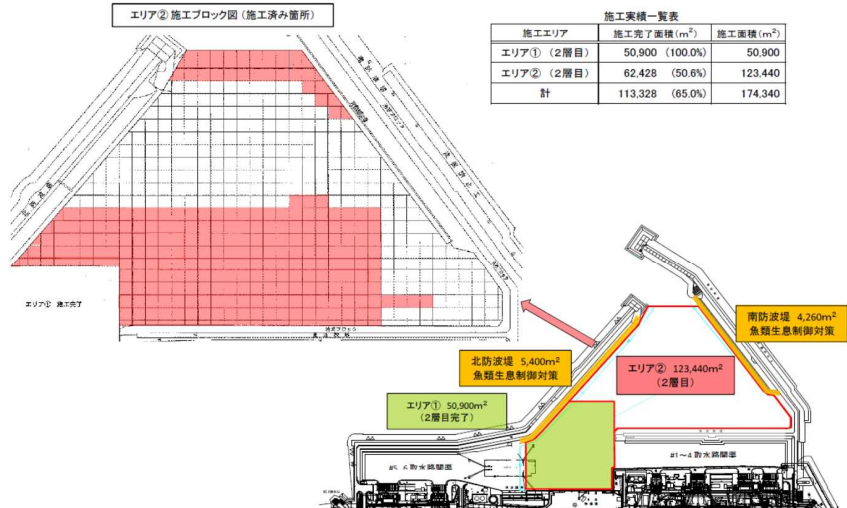 エリア② 施工ブロック図（施工済み箇所）
施工実績一覧表
施工エリア 施工完了面積(m²) 施工面積(m²)
エリア① （2層目） 50,900 (100.0%) 50,900
エリア② （2層目） 62,428 (50.6%) 123,440
計 113,328 (65.0%) 174,340
エリア① 施工完了
南防波堤 4,260m²
魚類生息制御対策
北防波堤 5,400m²
魚類生息制御対策
エリア② 123,440m²
（2層目）
エリア① 50,900m²
（2層目完了）
#5～6 取水路開渠
#1～4 取水路開渠